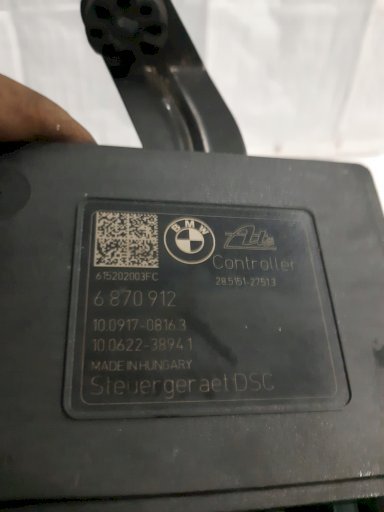 BMW
Ate
Controller
615202003FC
28.5151-2751.3
6 870 912
10.0917-0816.3
10.0622-3894.1
MADE IN HUNGARY
Steuergeraet DSC